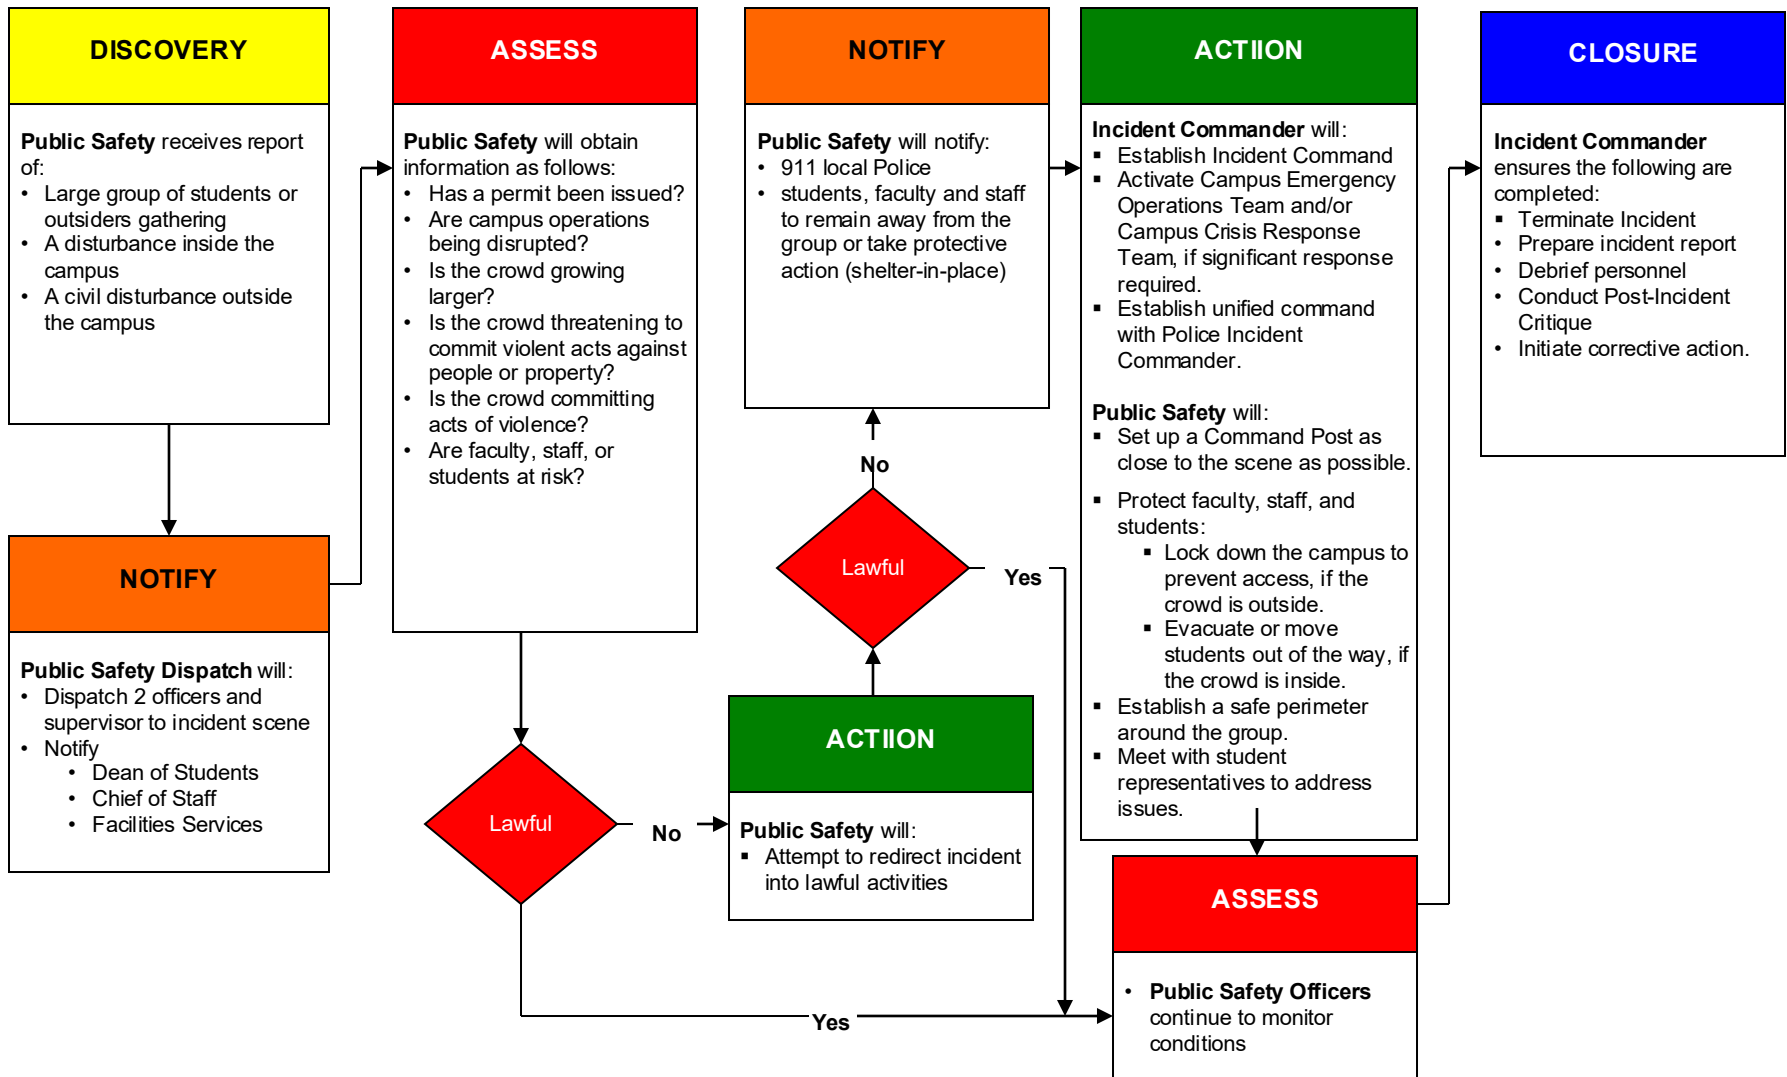 DISCOVERY
Public Safety receives report
of:
• Large group of students or
outsiders gathering
• A disturbance inside the
campus
• A civil disturbance outside
the campus
NOTIFY
Public Safety Dispatch will:
• Dispatch 2 officers and
supervisor to incident scene
• Notify
• Dean of Students
• Chief of Staff
• Facilities Services
ASSESS
Public Safety will obtain
information as follows:
• Has a permit been issued?
• Are campus operations
being disrupted?
• Is the crowd growing
larger?
• Is the crowd threatening to
commit violent acts against
people or property?
• Is the crowd committing
acts of violence?
• Are faculty, staff, or
students at risk?
Lawful
No
Yes
ACTIION
Public Safety will:
▪ Attempt to redirect incident
into lawful activities
Lawful
No
Yes
NOTIFY
Public Safety will notify:
• 911 local Police
• students, faculty and staff
to remain away from the
group or take protective
action (shelter-in-place)
ACTIION
Incident Commander will:
▪ Establish Incident Command
▪ Activate Campus Emergency
Operations Team and/or
Campus Crisis Response
Team, if significant response
required.
▪ Establish unified command
with Police Incident
Commander.
Public Safety will:
▪ Set up a Command Post as
close to the scene as possible.
▪ Protect faculty, staff, and
students:
▪ Lock down the campus to
prevent access, if the
crowd is outside.
▪ Evacuate or move
students out of the way, if
the crowd is inside.
▪ Establish a safe perimeter
around the group.
▪ Meet with student
representatives to address
issues.
ASSESS
• Public Safety Officers
continue to monitor
conditions
CLOSURE
Incident Commander
ensures the following are
completed:
▪ Terminate Incident
• Prepare incident report
• Debrief personnel
• Conduct Post-Incident
Critique
• Initiate corrective action.